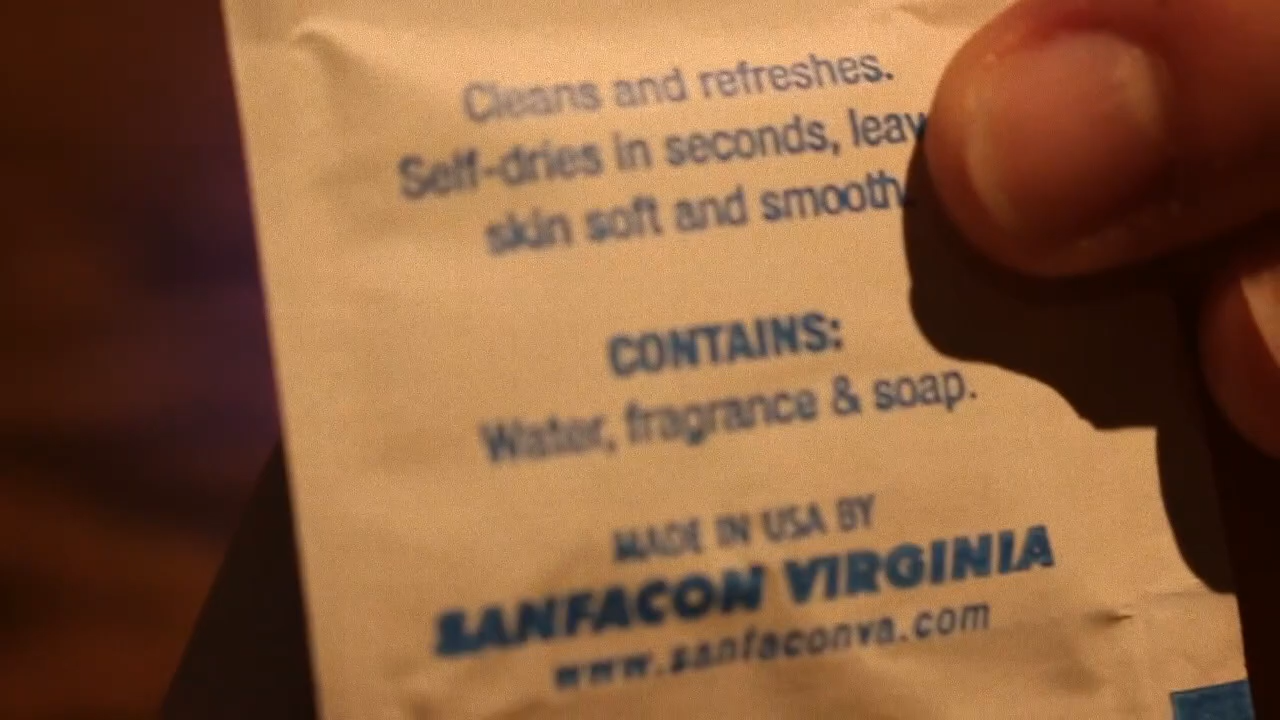 Cleans and refreshes.
Self-dries in seconds, leav
skin soft and smooth.
CONTAINS:
Water, fragrance & soap.
MADE IN USA BY
SANFACON VIRGINIA
www.sanfaconva.com